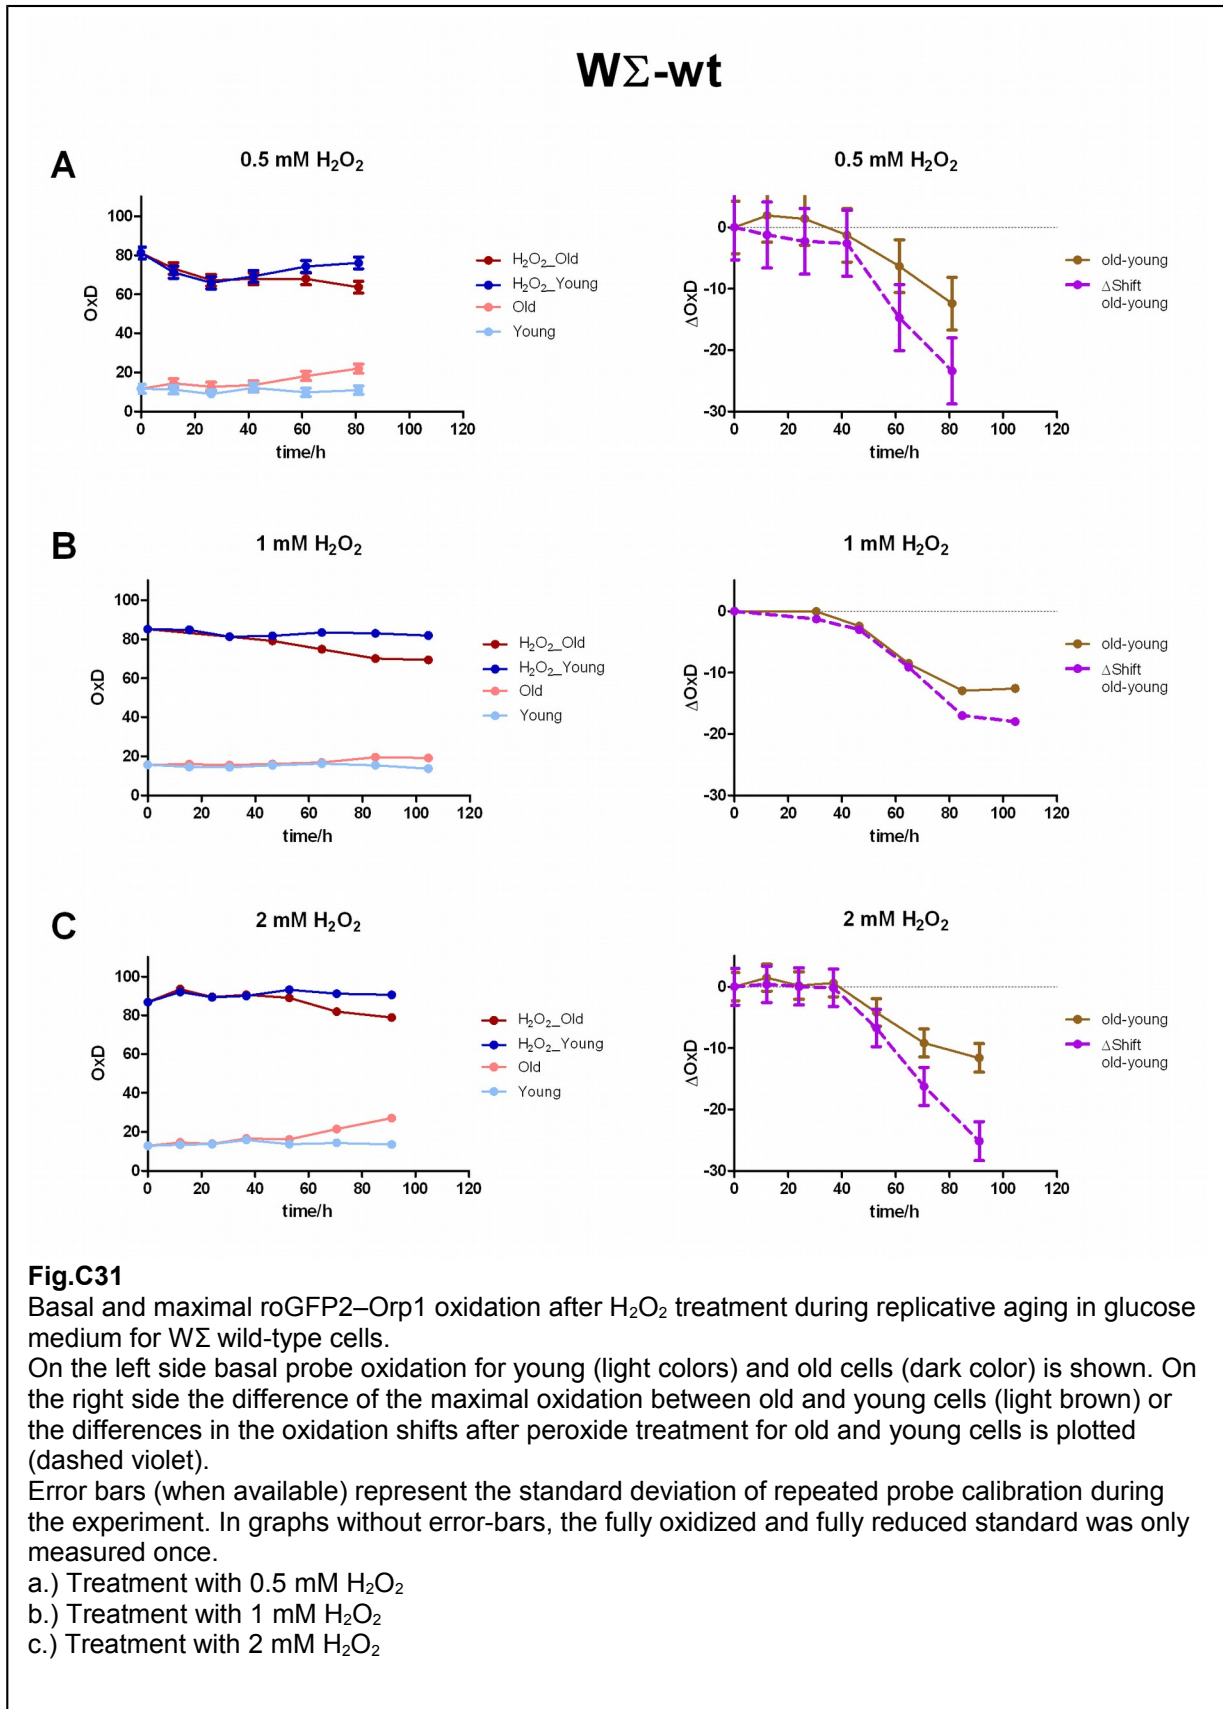 WΣ-wt
A
0.5 mM H₂O₂
OxD
100
80
60
40
20
0
0 20 40 60 80 100 120
time/h
H₂O₂_Old
H₂O₂_Young
Old
Young
0.5 mM H₂O₂
ΔOxD
0
-10
-20
-30
0 20 40 60 80 100 120
time/h
old-young
ΔShift
old-young
B
1 mM H₂O₂
OxD
100
80
60
40
20
0
0 20 40 60 80 100 120
time/h
H₂O₂_Old
H₂O₂_Young
Old
Young
1 mM H₂O₂
ΔOxD
0
-10
-20
-30
0 20 40 60 80 100 120
time/h
old-young
ΔShift
old-young
C
2 mM H₂O₂
OxD
100
80
60
40
20
0
0 20 40 60 80 100 120
time/h
H₂O₂_Old
H₂O₂_Young
Old
Young
2 mM H₂O₂
ΔOxD
0
-10
-20
-30
0 20 40 60 80 100 120
time/h
old-young
ΔShift
old-young
Fig.C31
Basal and maximal roGFP2–Orp1 oxidation after H₂O₂ treatment during replicative aging in glucose
medium for WΣ wild-type cells.
On the left side basal probe oxidation for young (light colors) and old cells (dark color) is shown. On
the right side the difference of the maximal oxidation between old and young cells (light brown) or
the differences in the oxidation shifts after peroxide treatment for old and young cells is plotted
(dashed violet).
Error bars (when available) represent the standard deviation of repeated probe calibration during
the experiment. In graphs without error-bars, the fully oxidized and fully reduced standard was only
measured once.
a.) Treatment with 0.5 mM H₂O₂
b.) Treatment with 1 mM H₂O₂
c.) Treatment with 2 mM H₂O₂